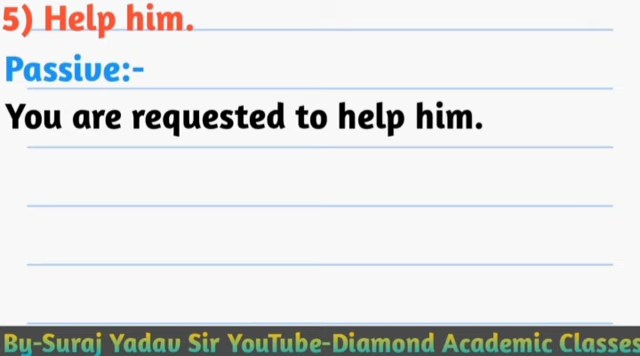 5) Help him.
Passive:-
You are requested to help him.
By-Suraj Yadav Sir YouTube-Diamond Academic Classes